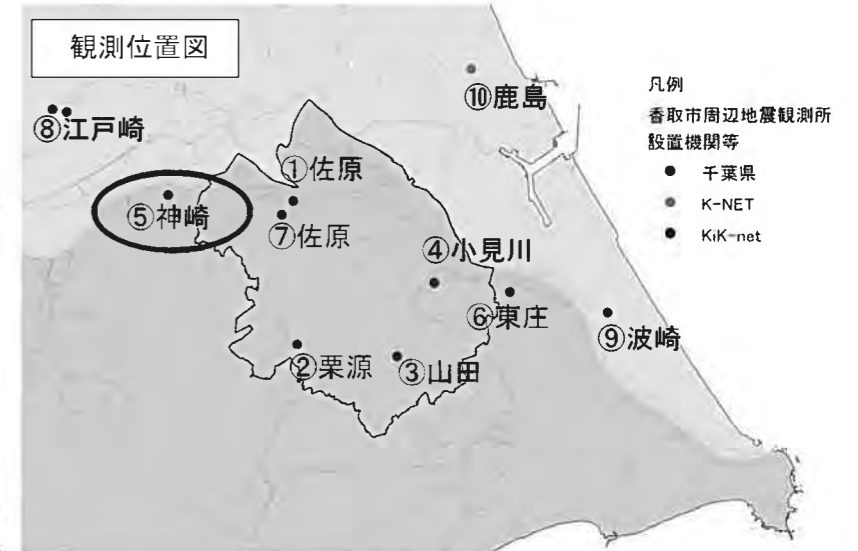 観測位置図
⑩鹿島
⑧江戸崎
①佐原
⑤神崎
⑦佐原
④小見川
⑥東庄
⑨波崎
②栗源
③山田
凡例
香取市周辺地震観測所
設置機関等
千葉県
K-NET
KiK-net